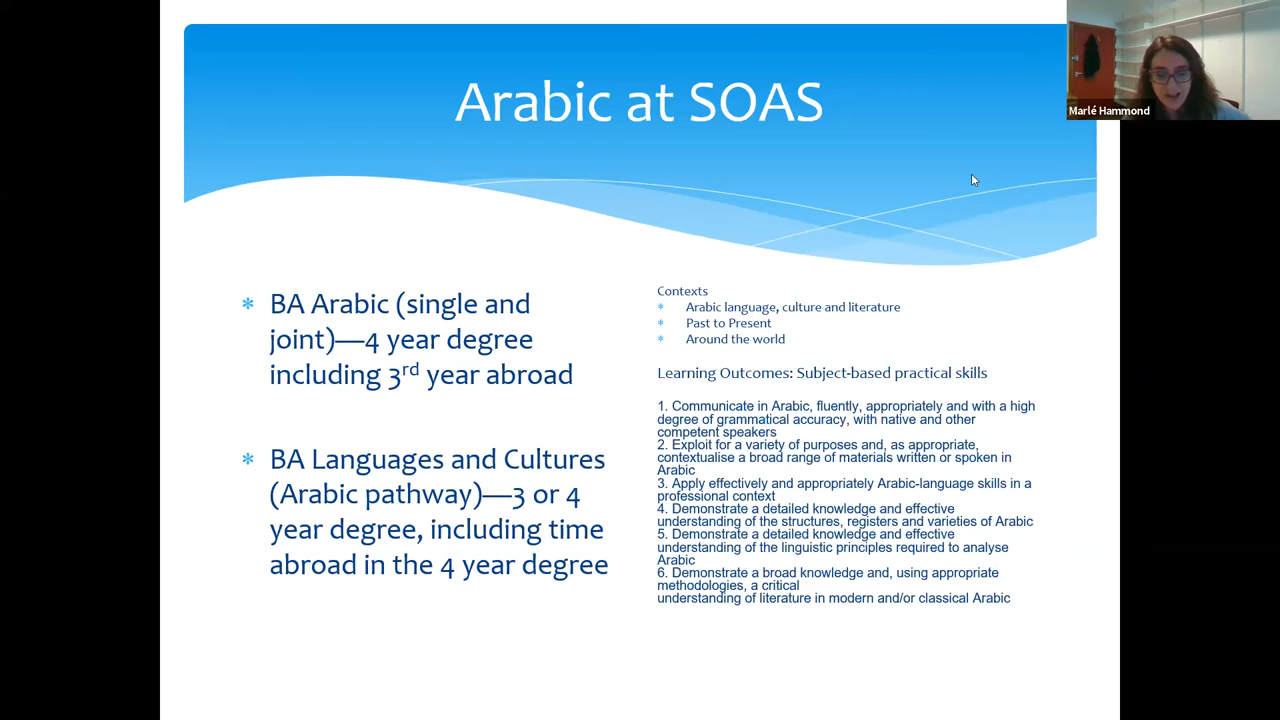 Arabic at SOAS
Marlé Hammond
* BA Arabic (single and
joint)—4 year degree
including 3rd year abroad
* BA Languages and Cultures
(Arabic pathway)—3 or 4
year degree, including time
abroad in the 4 year degree
Contexts
* Arabic language, culture and literature
* Past to Present
* Around the world
Learning Outcomes: Subject-based practical skills
1. Communicate in Arabic, fluently, appropriately and with a high
degree of grammatical accuracy, with native and other
competent speakers
2. Exploit for a variety of purposes and, as appropriate,
contextualise a broad range of materials written or spoken in
Arabic
3. Apply effectively and appropriately Arabic-language skills in a
professional context
4. Demonstrate a detailed knowledge and effective
understanding of the structures, registers and varieties of Arabic
5. Demonstrate a detailed knowledge and effective
understanding of the linguistic principles required to analyse
Arabic
6. Demonstrate a broad knowledge and, using appropriate
methodologies, a critical
understanding of literature in modern and/or classical Arabic